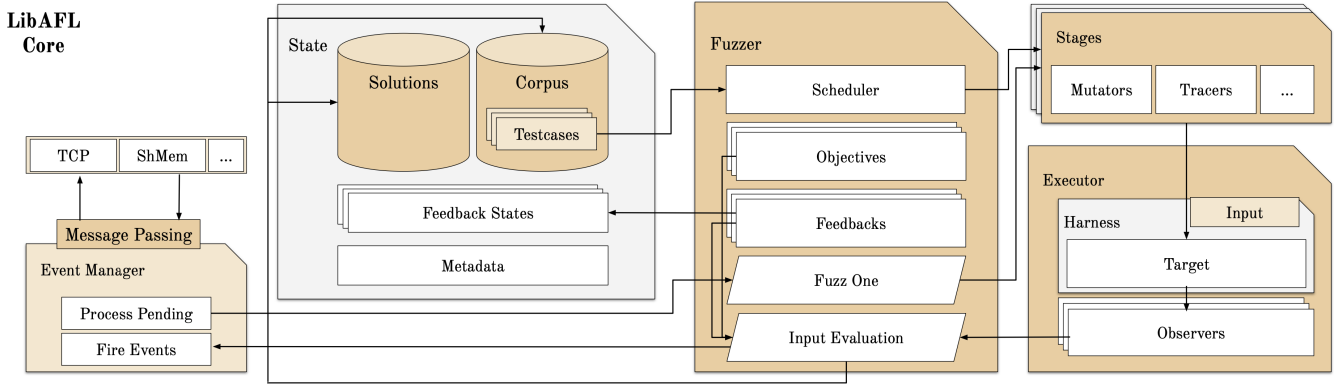 LibAFL
Core
TCP
ShMem
...
Message Passing
Event Manager
Process Pending
Fire Events
State
Solutions
Corpus
Testcases
Feedback States
Metadata
Fuzzer
Scheduler
Objectives
Feedbacks
Fuzz One
Input Evaluation
Stages
Mutators
Tracers
...
Executor
Input
Harness
Target
Observers